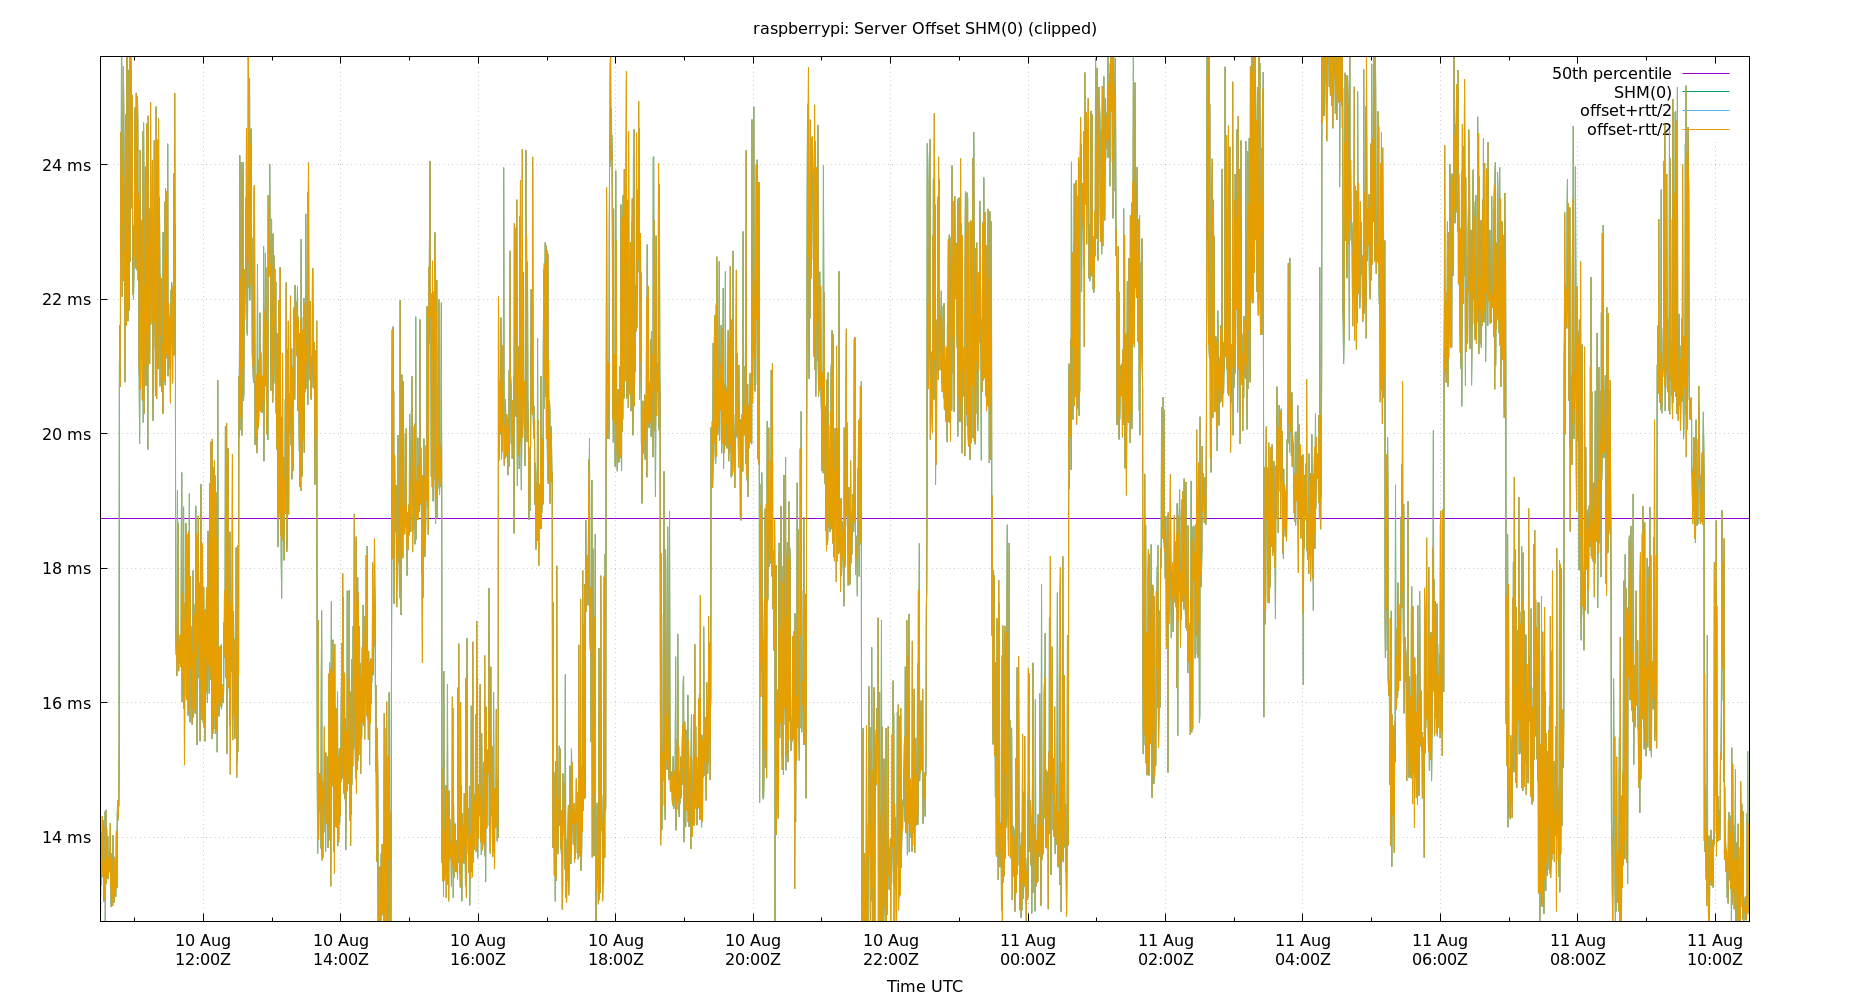 raspberrypi: Server Offset SHM(0) (clipped)
50th percentile
SHM(0)
offset+rtt/2
offset-rtt/2
24 ms
22 ms
20 ms
18 ms
16 ms
14 ms
10 Aug 10 Aug 10 Aug 10 Aug 10 Aug 10 Aug 11 Aug 11 Aug 11 Aug 11 Aug 11 Aug 11 Aug
12:00Z 14:00Z 16:00Z 18:00Z 20:00Z 22:00Z 00:00Z 02:00Z 04:00Z 06:00Z 08:00Z 10:00Z
Time UTC